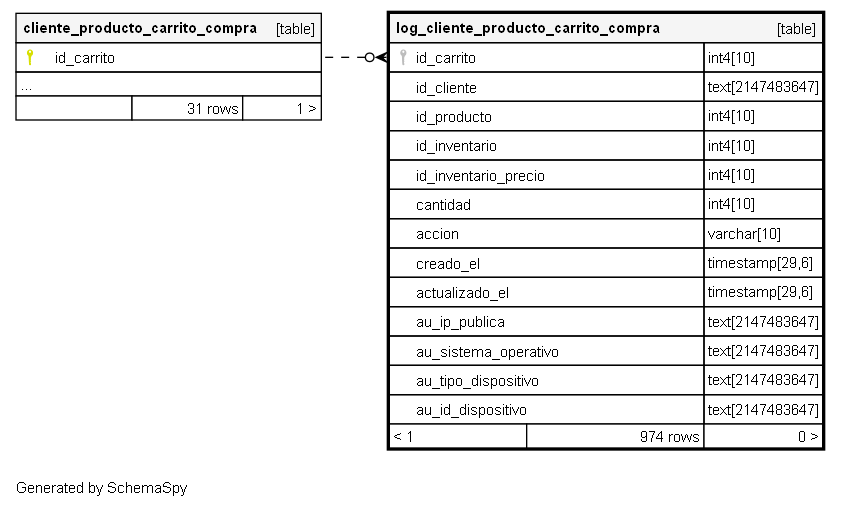 cliente_producto_carrito_compra [table]
id_carrito
...
31 rows 1 >
log_cliente_producto_carrito_compra [table]
id_carrito int4[10]
id_cliente text[2147483647]
id_producto int4[10]
id_inventario int4[10]
id_inventario_precio int4[10]
cantidad int4[10]
accion varchar[10]
creado_el timestamp[29,6]
actualizado_el timestamp[29,6]
au_ip_publica text[2147483647]
au_sistema_operativo text[2147483647]
au_tipo_dispositivo text[2147483647]
au_id_dispositivo text[2147483647]
< 1 974 rows 0 >
Generated by SchemaSpy